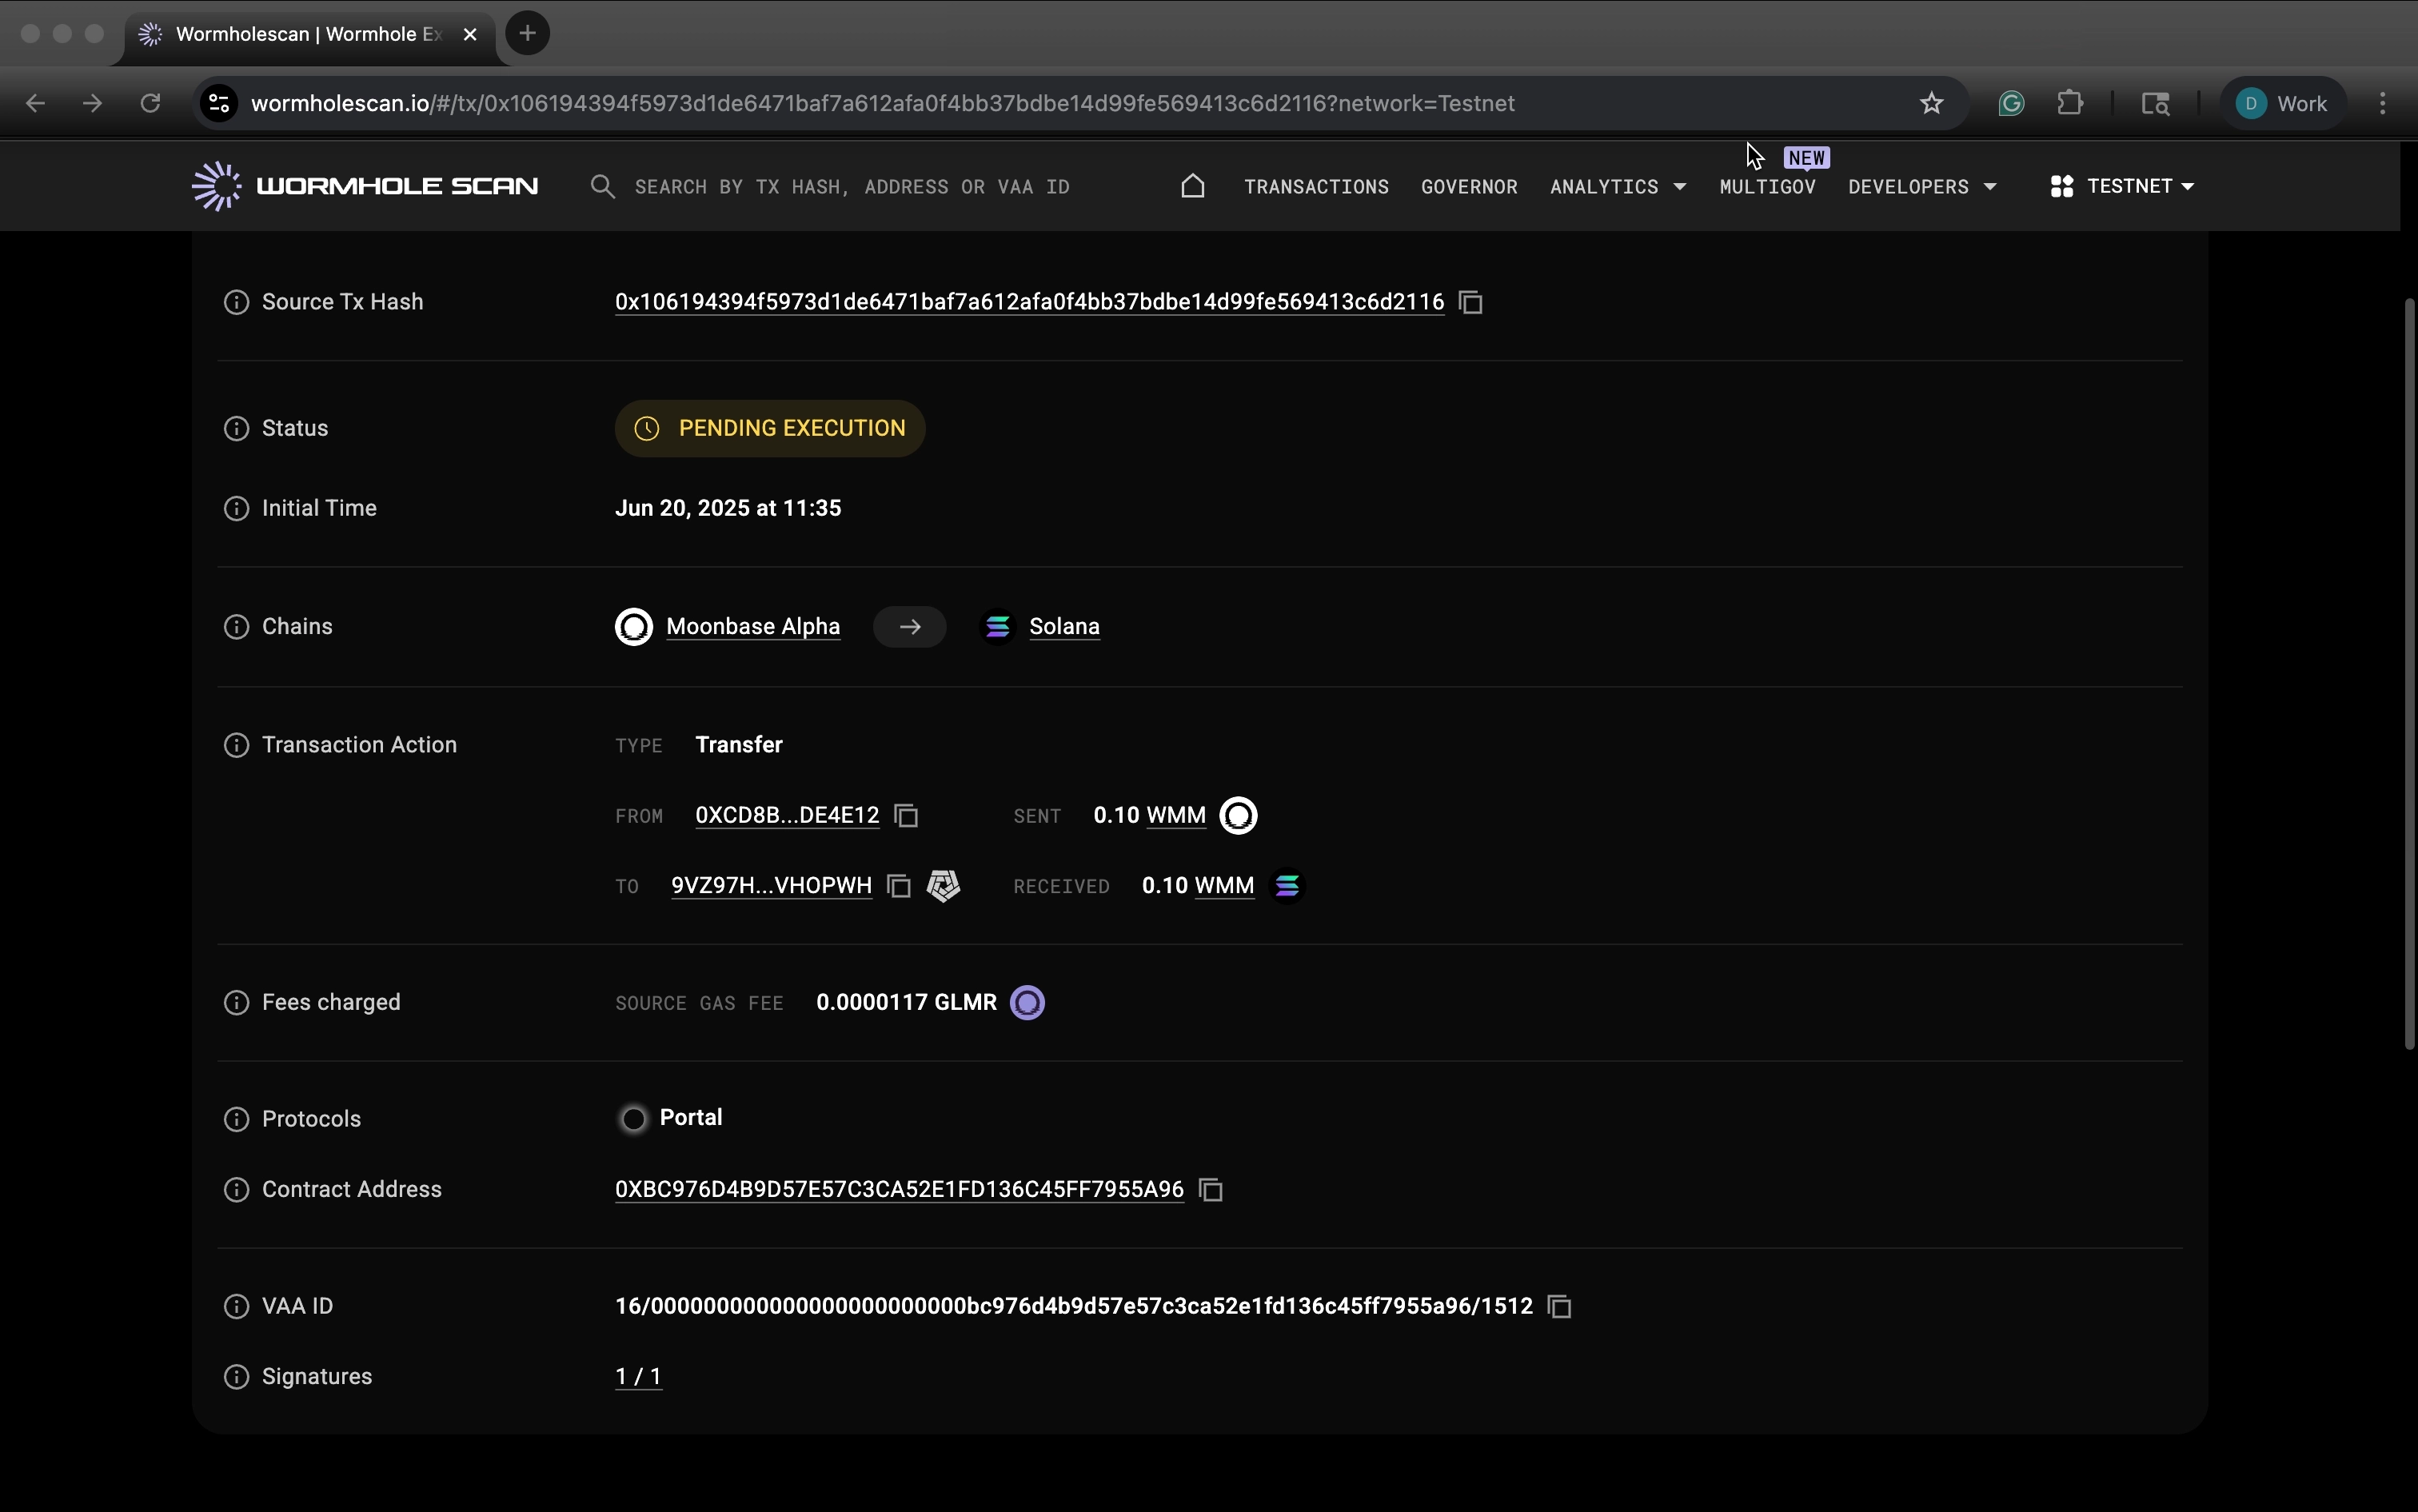 Wormholescan | Wormhole Ex
wormholescan.io/#/tx/0x106194394f5973d1de6471baf7a612afa0f4bb37bdbe14d99fe569413c6d2116?network=Testnet
D Work
WORMHOLE SCAN
SEARCH BY TX HASH, ADDRESS OR VAA ID
TRANSACTIONS
GOVERNOR
ANALYTICS
NEW
MULTIGOV
DEVELOPERS
TESTNET
Source Tx Hash 0x106194394f5973d1de6471baf7a612afa0f4bb37bdbe14d99fe569413c6d2116
Status PENDING EXECUTION
Initial Time Jun 20, 2025 at 11:35
Chains Moonbase Alpha → Solana
Transaction Action TYPE Transfer
FROM 0XCD8B...DE4E12 SENT 0.10 WMM
TO 9VZ97H...VHOPWH RECEIVED 0.10 WMM
Fees charged SOURCE GAS FEE 0.0000117 GLMR
Protocols Portal
Contract Address 0XBC976D4B9D57E57C3CA52E1FD136C45FF7955A96
VAA ID 16/000000000000000000000000bc976d4b9d57e57c3ca52e1fd136c45ff7955a96/1512
Signatures 1 / 1